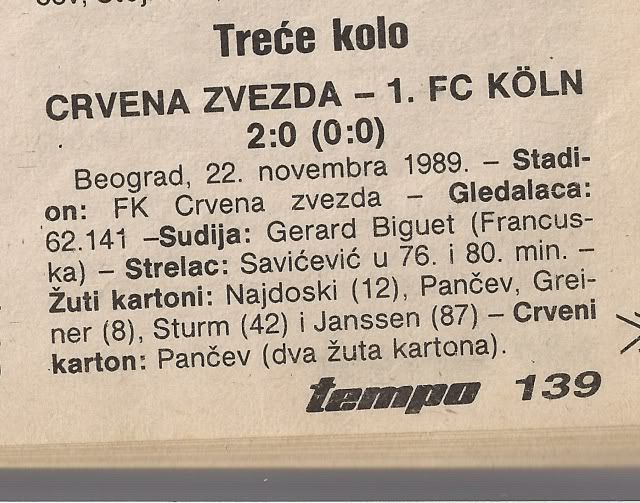 Treće kolo
CRVENA ZVEZDA – 1. FC KÖLN
2:0 (0:0)
Beograd, 22. novembra 1989. – Stadi-
on: FK Crvena zvezda – Gledalaca:
62.141 –Sudija: Gerard Biguet (Francus-
ka) – Strelac: Savićević u 76. i 80. min. –
Žuti kartoni: Najdoski (12), Pančev, Grei-
ner (8), Sturm (42) i Janssen (87) – Crveni
karton: Pančev (dva žuta kartona).
tempo 139